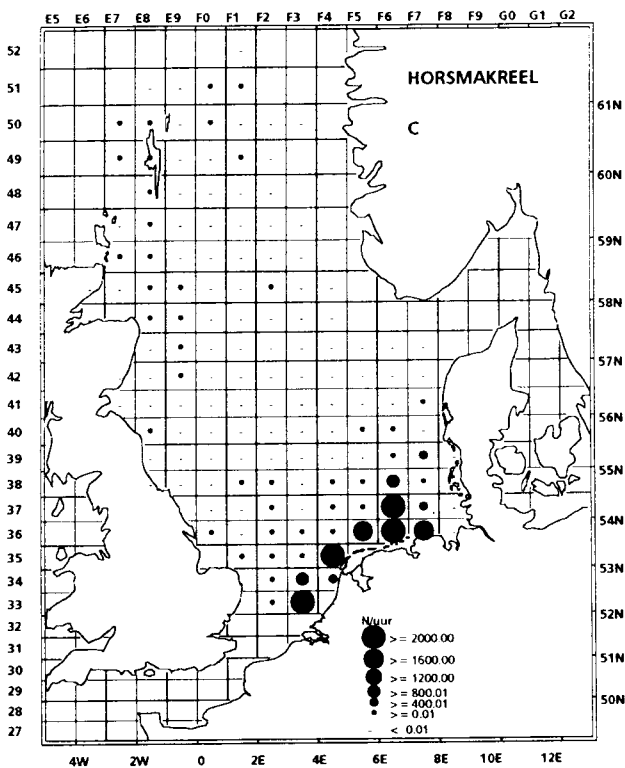 E5 E6 E7 E8 E9 F0 F1 F2 F3 F4 F5 F6 F7 F8 F9 G0 G1 G2
52
51
50
49
48
47
46
45
44
43
42
41
40
39
38
37
36
35
34
33
32
31
30
29
28
27
HORSMAKREEL
C
61N
60N
59N
58N
57N
56N
55N
54N
53N
52N
51N
50N
N/uur
>= 2000.00
>= 1600.00
>= 1200.00
>= 800.01
>= 400.01
>= 0.01
- < 0.01
4W 2W 0 2E 4E 6E 8E 10E 12E